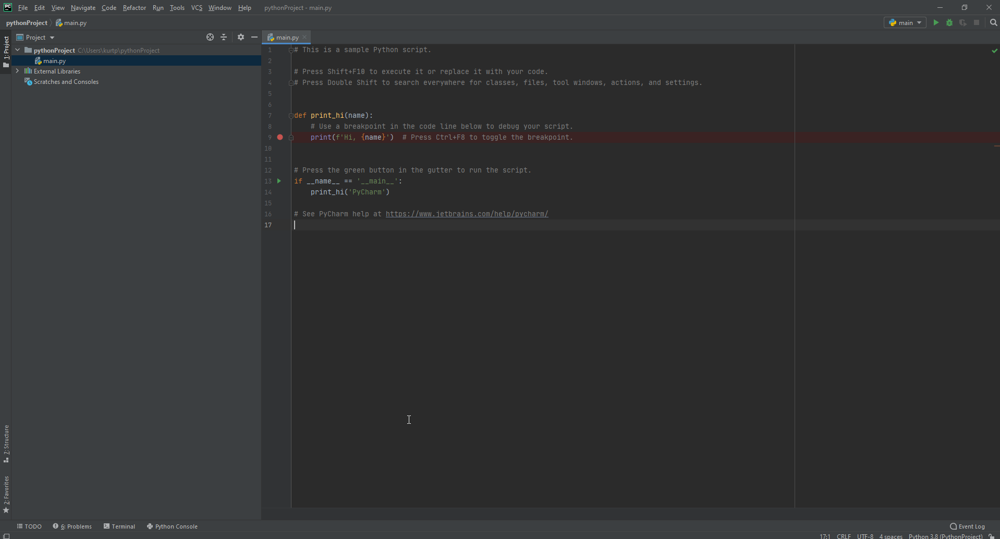 PC File Edit View Navigate Code Refactor Run Tools VCS Window Help pythonProject - main.py
pythonProject main.py main
1: Project
Project
main.py
pythonProject C:\Users\kurtp\pythonProject
main.py
External Libraries
Scratches and Consoles
1 # This is a sample Python script.
2
3 # Press Shift+F10 to execute it or replace it with your code.
4 # Press Double Shift to search everywhere for classes, files, tool windows, actions, and settings.
5
6
7 def print_hi(name):
8 # Use a breakpoint in the code line below to debug your script.
9 print(f'Hi, {name}') # Press Ctrl+F8 to toggle the breakpoint.
10
11
12 # Press the green button in the gutter to run the script.
13 if __name__ == '__main__':
14 print_hi('PyCharm')
15
16 # See PyCharm help at https://www.jetbrains.com/help/pycharm/
17
7: Structure
2: Favorites
TODO 6: Problems Terminal Python Console Event Log
17:1 CRLF UTF-8 4 spaces Python 3.8 (PythonProject)